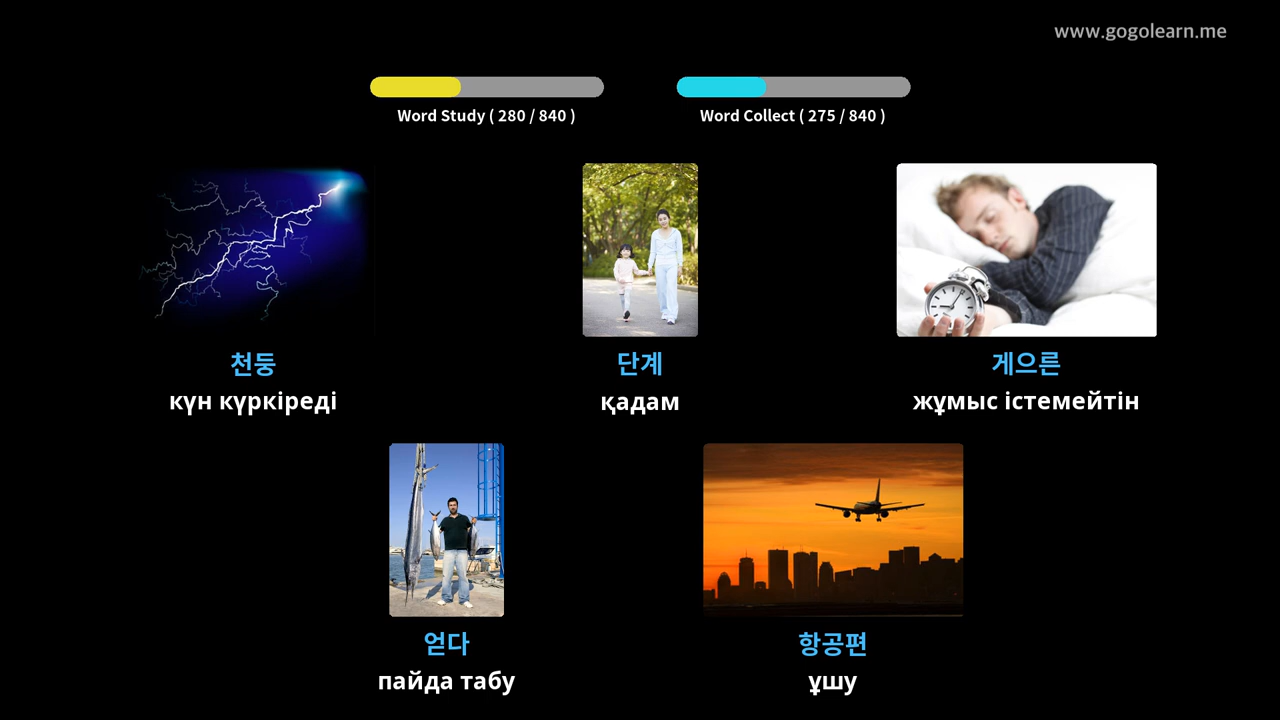 www.gogolearn.me
Word Study ( 280 / 840 )
Word Collect ( 275 / 840 )
천둥
단계
게으른
күн күркіреді
қадам
жұмыс істемейтін
얻다
항공편
пайда табу
ұшу